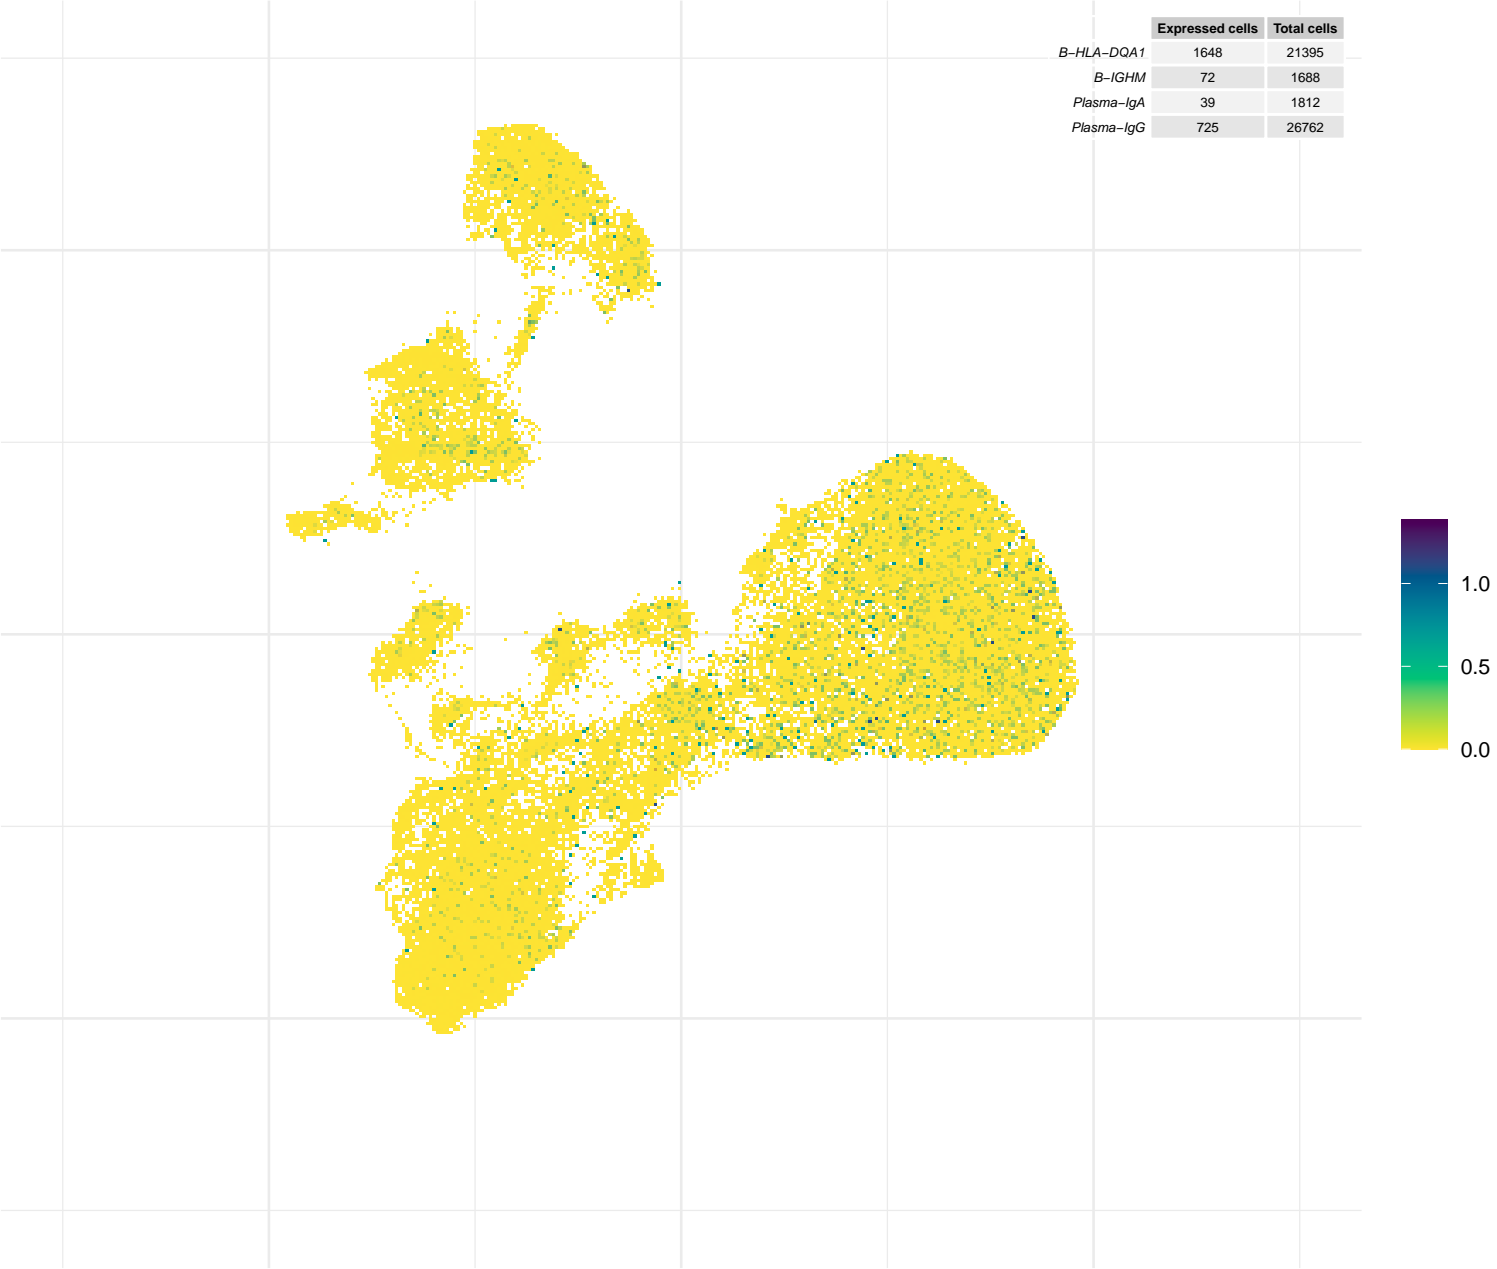 Expressed cells Total cells
B−HLA−DQA1 1648 21395
B−IGHM 72 1688
Plasma−IgA 39 1812
Plasma−IgG 725 26762
1.0
0.5
0.0